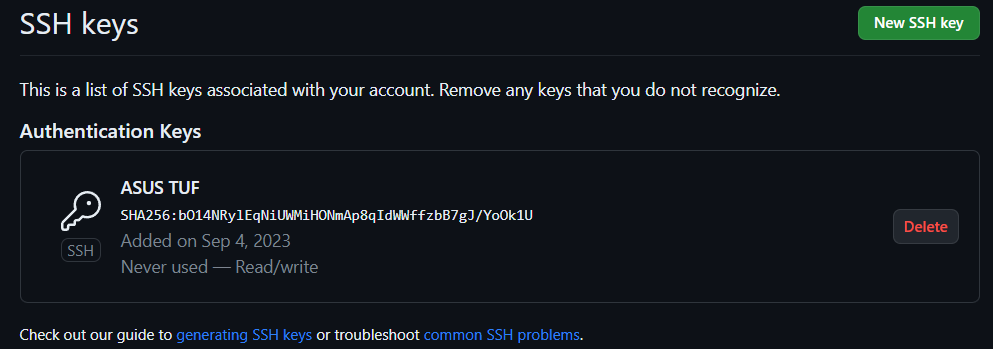 SSH keys
New SSH key
This is a list of SSH keys associated with your account. Remove any keys that you do not recognize.
Authentication Keys
ASUS TUF
SHA256:bO14NRylEqNiUWMiHONmAp8qIdWWffzbB7gJ/YoOk1U
Added on Sep 4, 2023
Never used — Read/write
SSH
Delete
Check out our guide to generating SSH keys or troubleshoot common SSH problems.